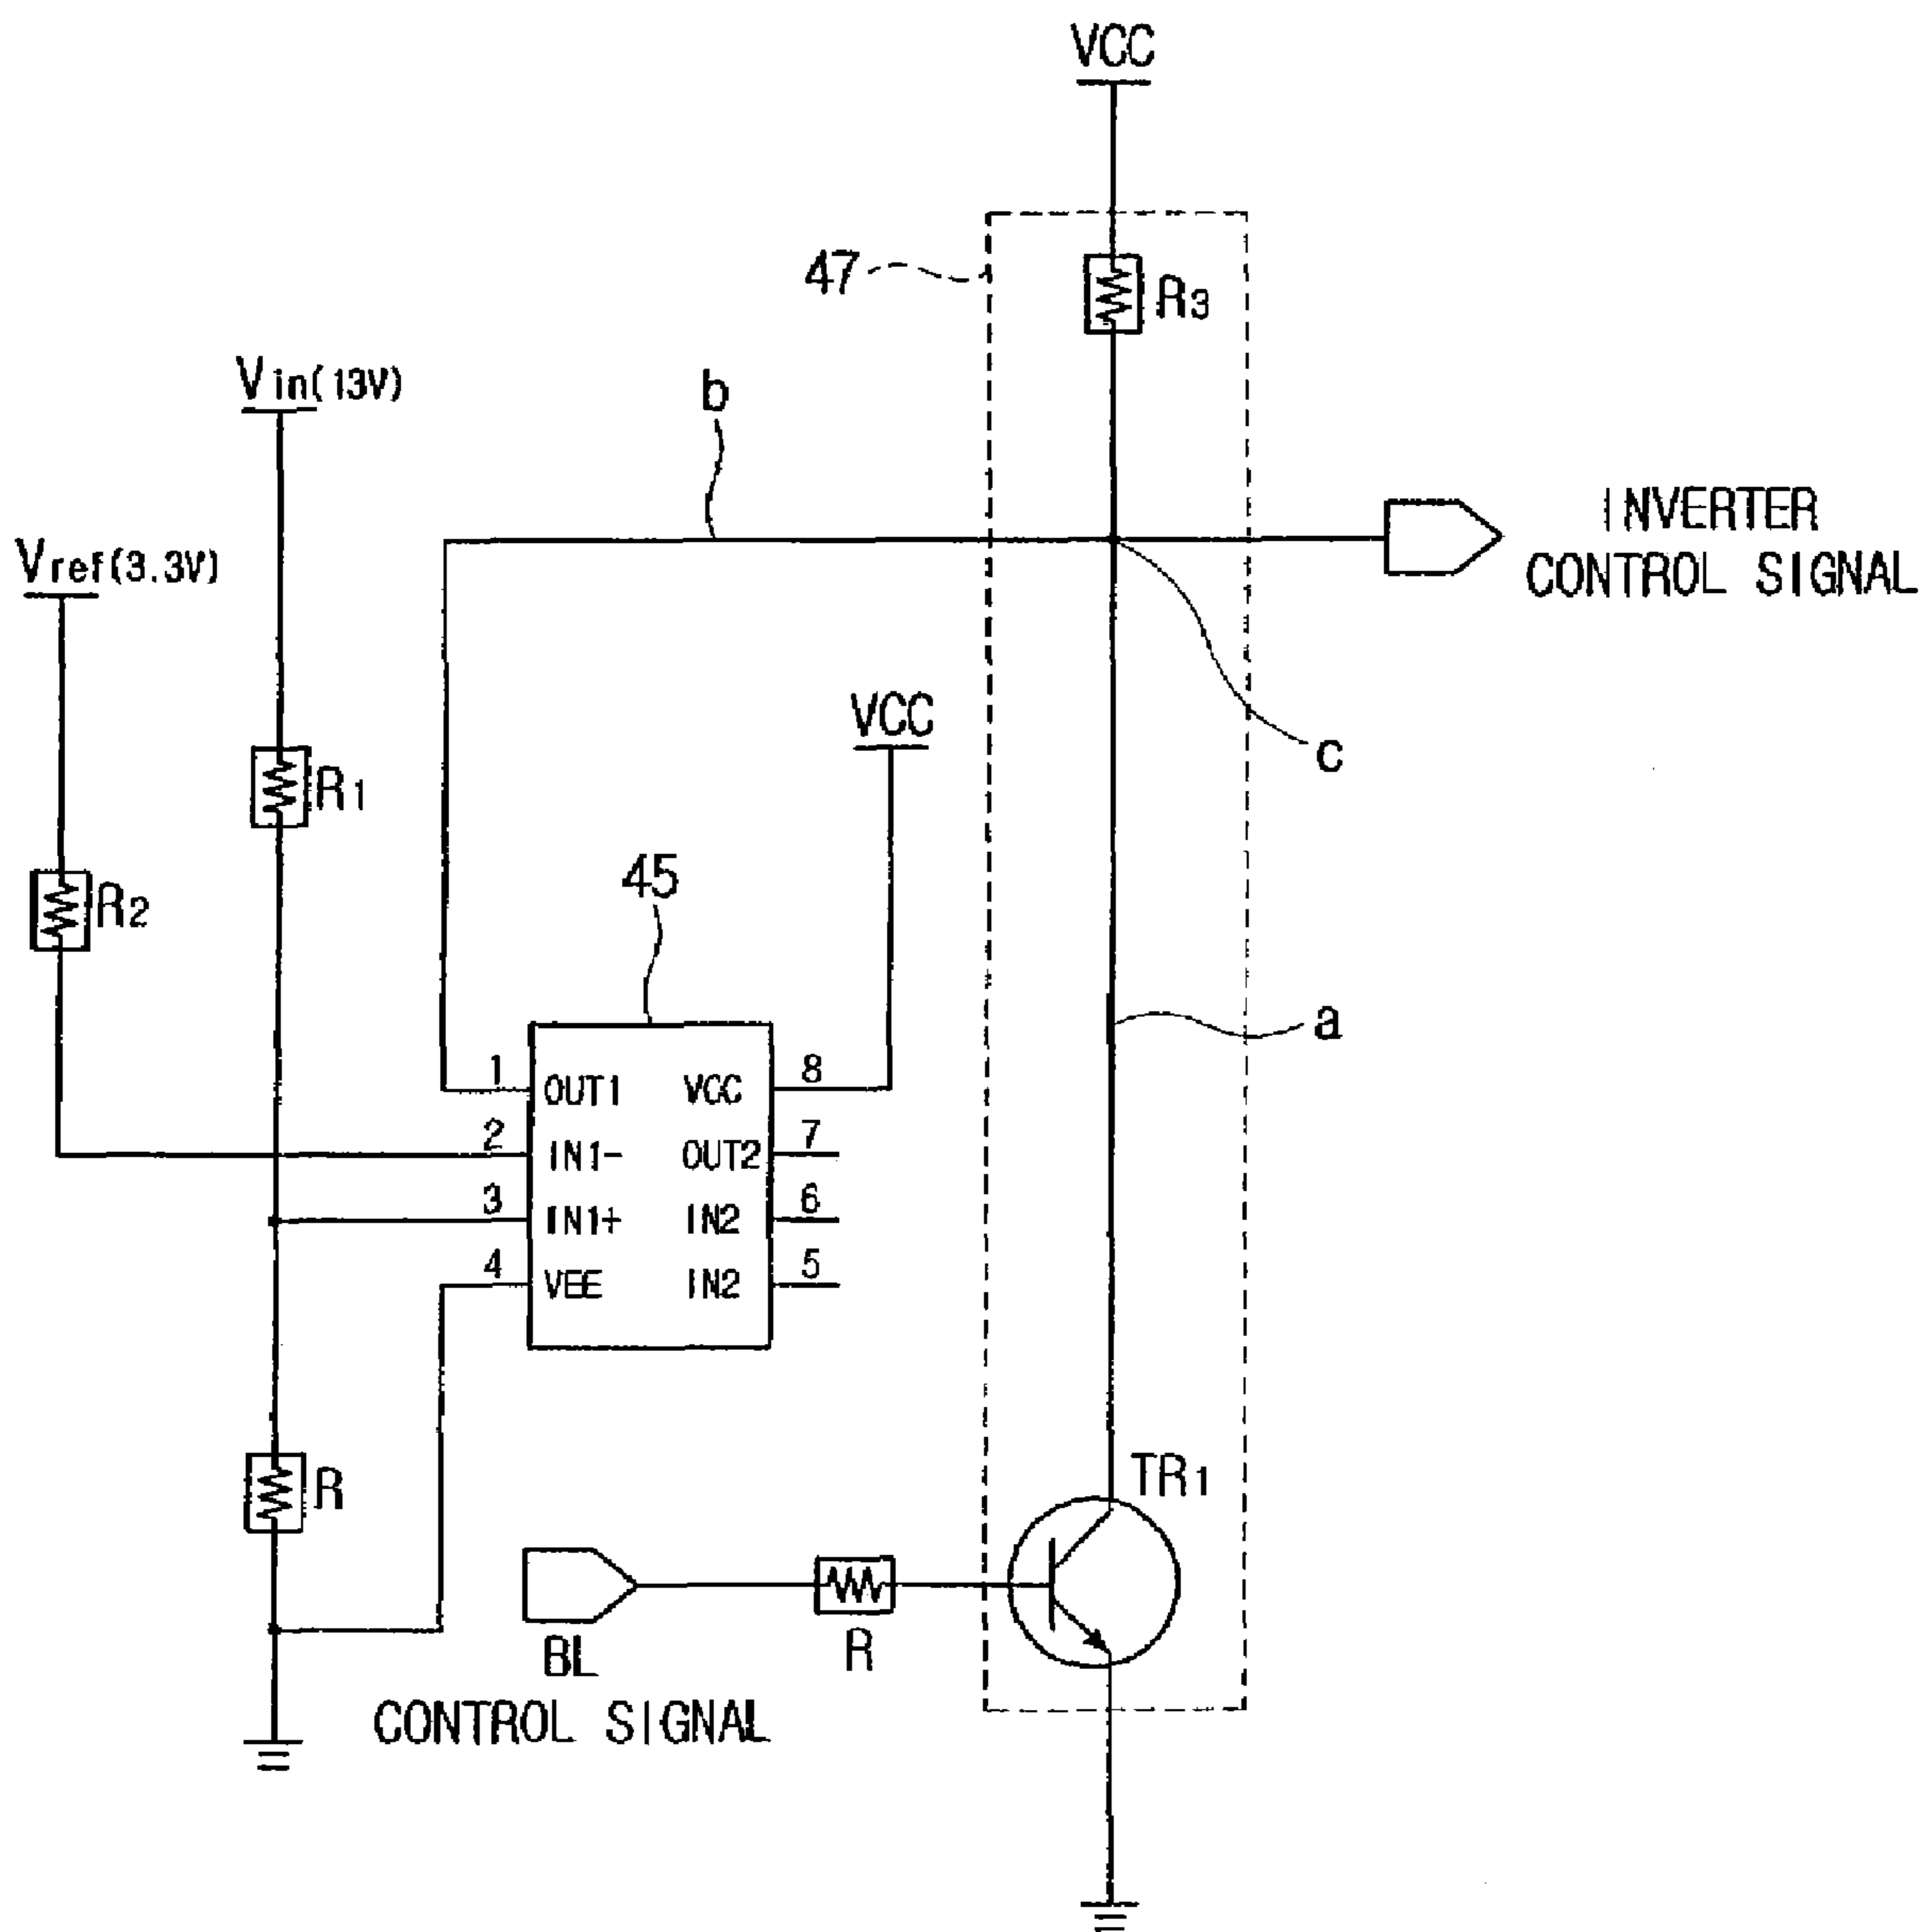 VCC
47
R3
Vin(13V)
b
INVERTER
CONTROL SIGNAL
Vref(3.3V)
VCC
c
R1
45
R2
a
1 OUT1 VCC 8
2 IN1- OUT2 7
3 IN1+ IN2 6
4 VEE IN2 5
TR1
R
BL
CONTROL SIGNAL
R